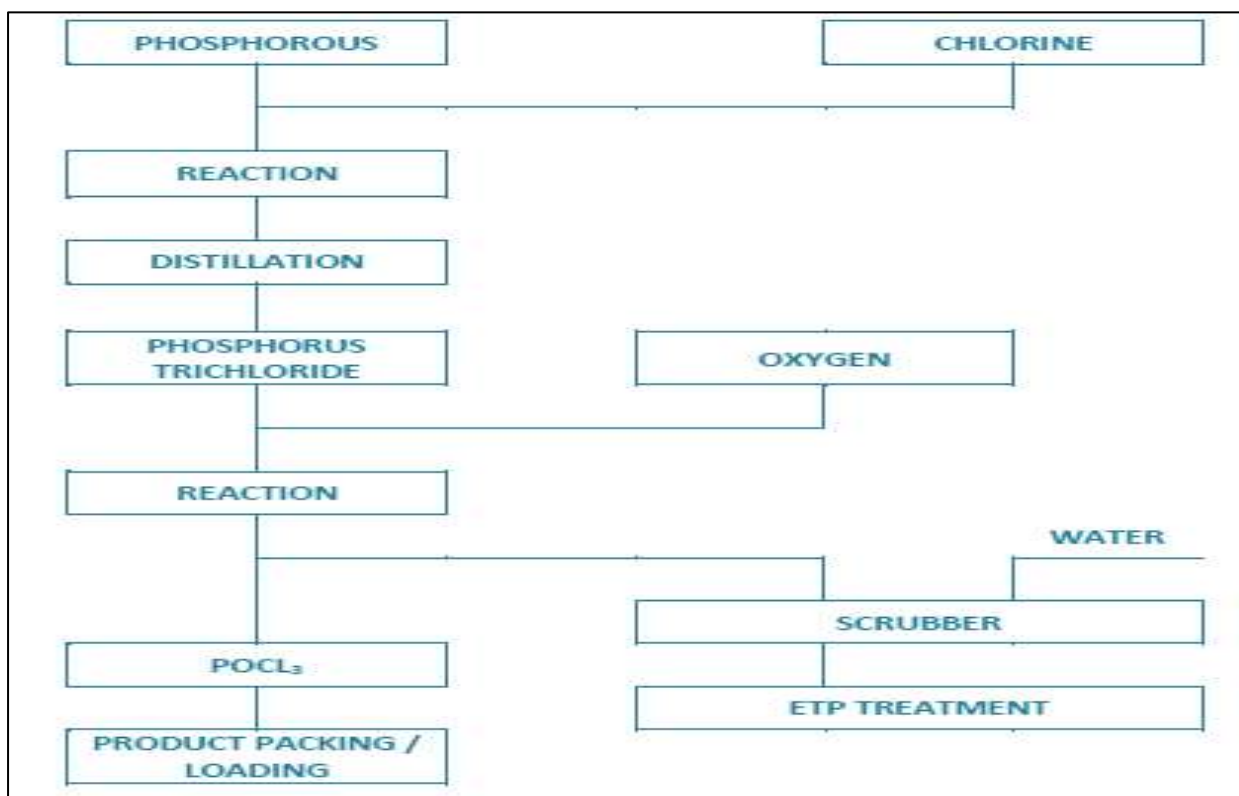 PHOSPHOROUS
CHLORINE
REACTION
DISTILLATION
PHOSPHORUS
TRICHLORIDE
OXYGEN
REACTION
WATER
SCRUBBER
POCL₃
ETP TREATMENT
PRODUCT PACKING /
LOADING